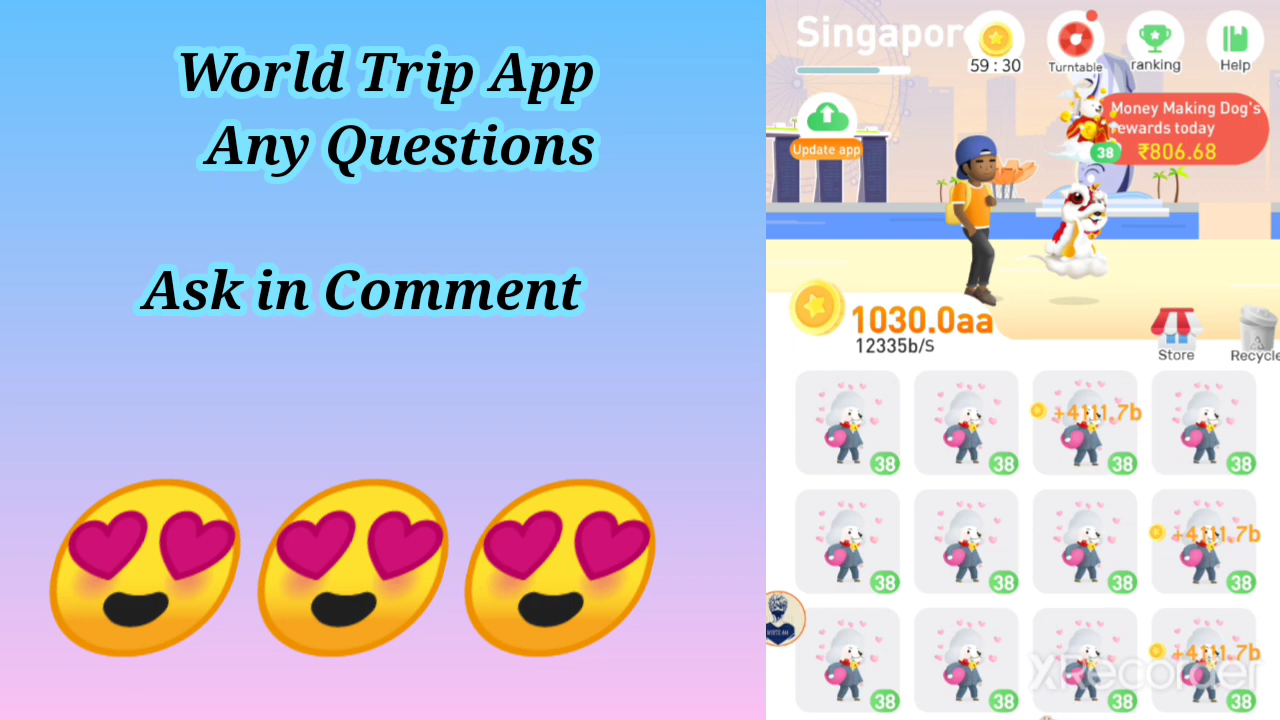 World Trip App
Any Questions
Ask in Comment
Singapor
59 : 30
Turntable
ranking
Help
Update app
Money Making Dog's
rewards today
38
₹806.68
1030.0aa
12335b/s
Store
Recycle
+4111.7b
38
38
38
38
+4111.7b
38
38
38
38
+4111.7b
38
38
38
38
XRecorder